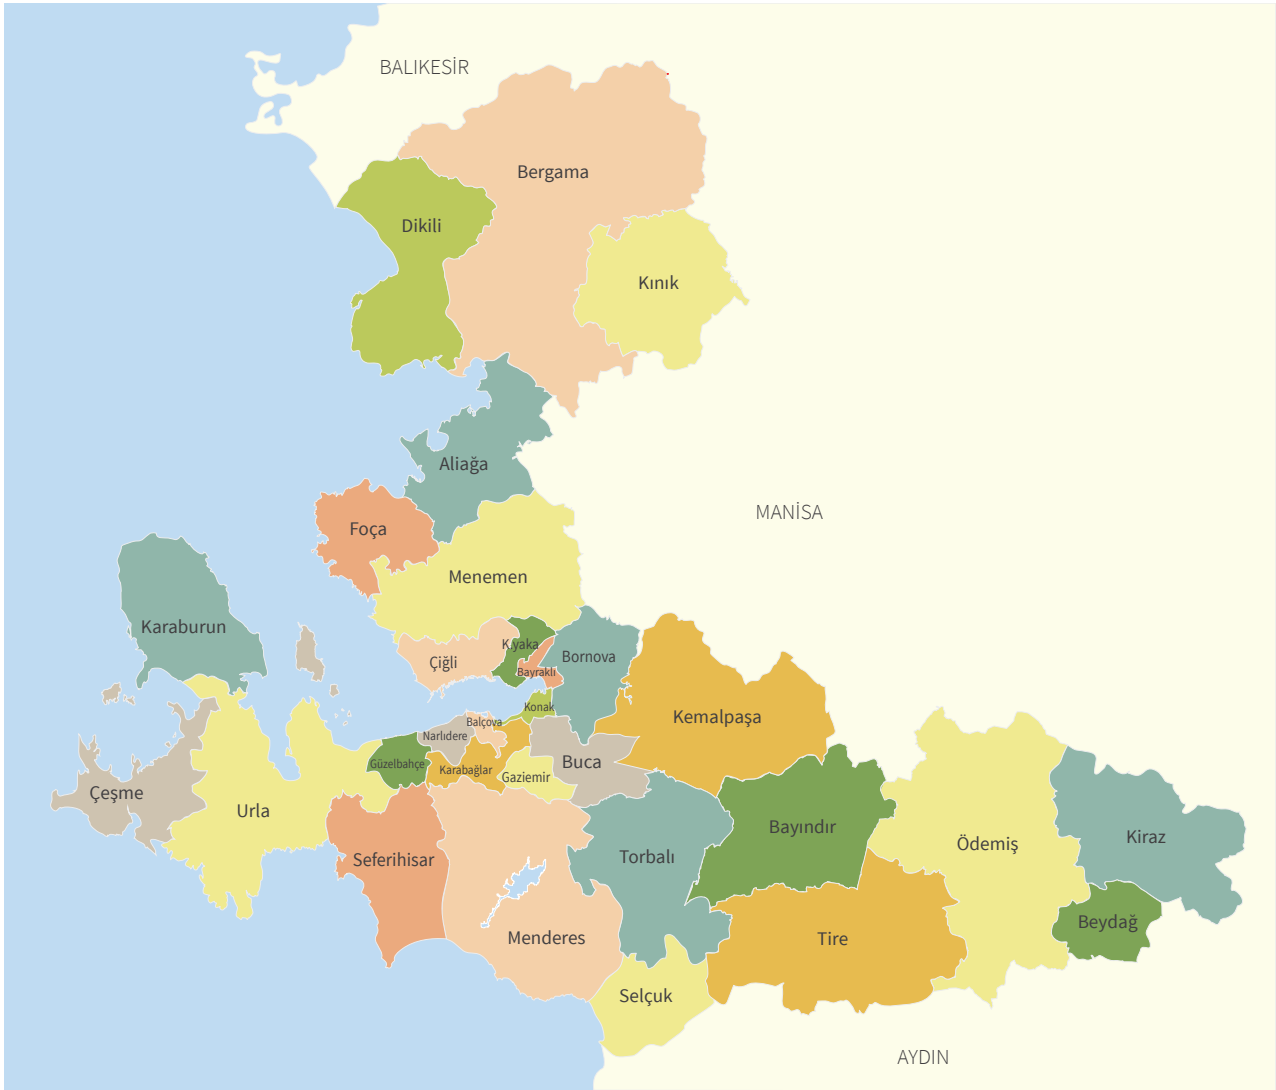 BALIKESİR
Bergama
Dikili
Kınık
Aliağa
MANİSA
Foça
Menemen
Karaburun
K.yaka
Bornova
Çiğli
Bayraklı
Konak
Kemalpaşa
Balçova
Narlıdere
Güzelbahçe
Buca
Karabağlar
Gaziemir
Çeşme
Urla
Bayındır
Kiraz
Ödemiş
Torbalı
Seferihisar
Beydağ
Menderes
Tire
Selçuk
AYDIN